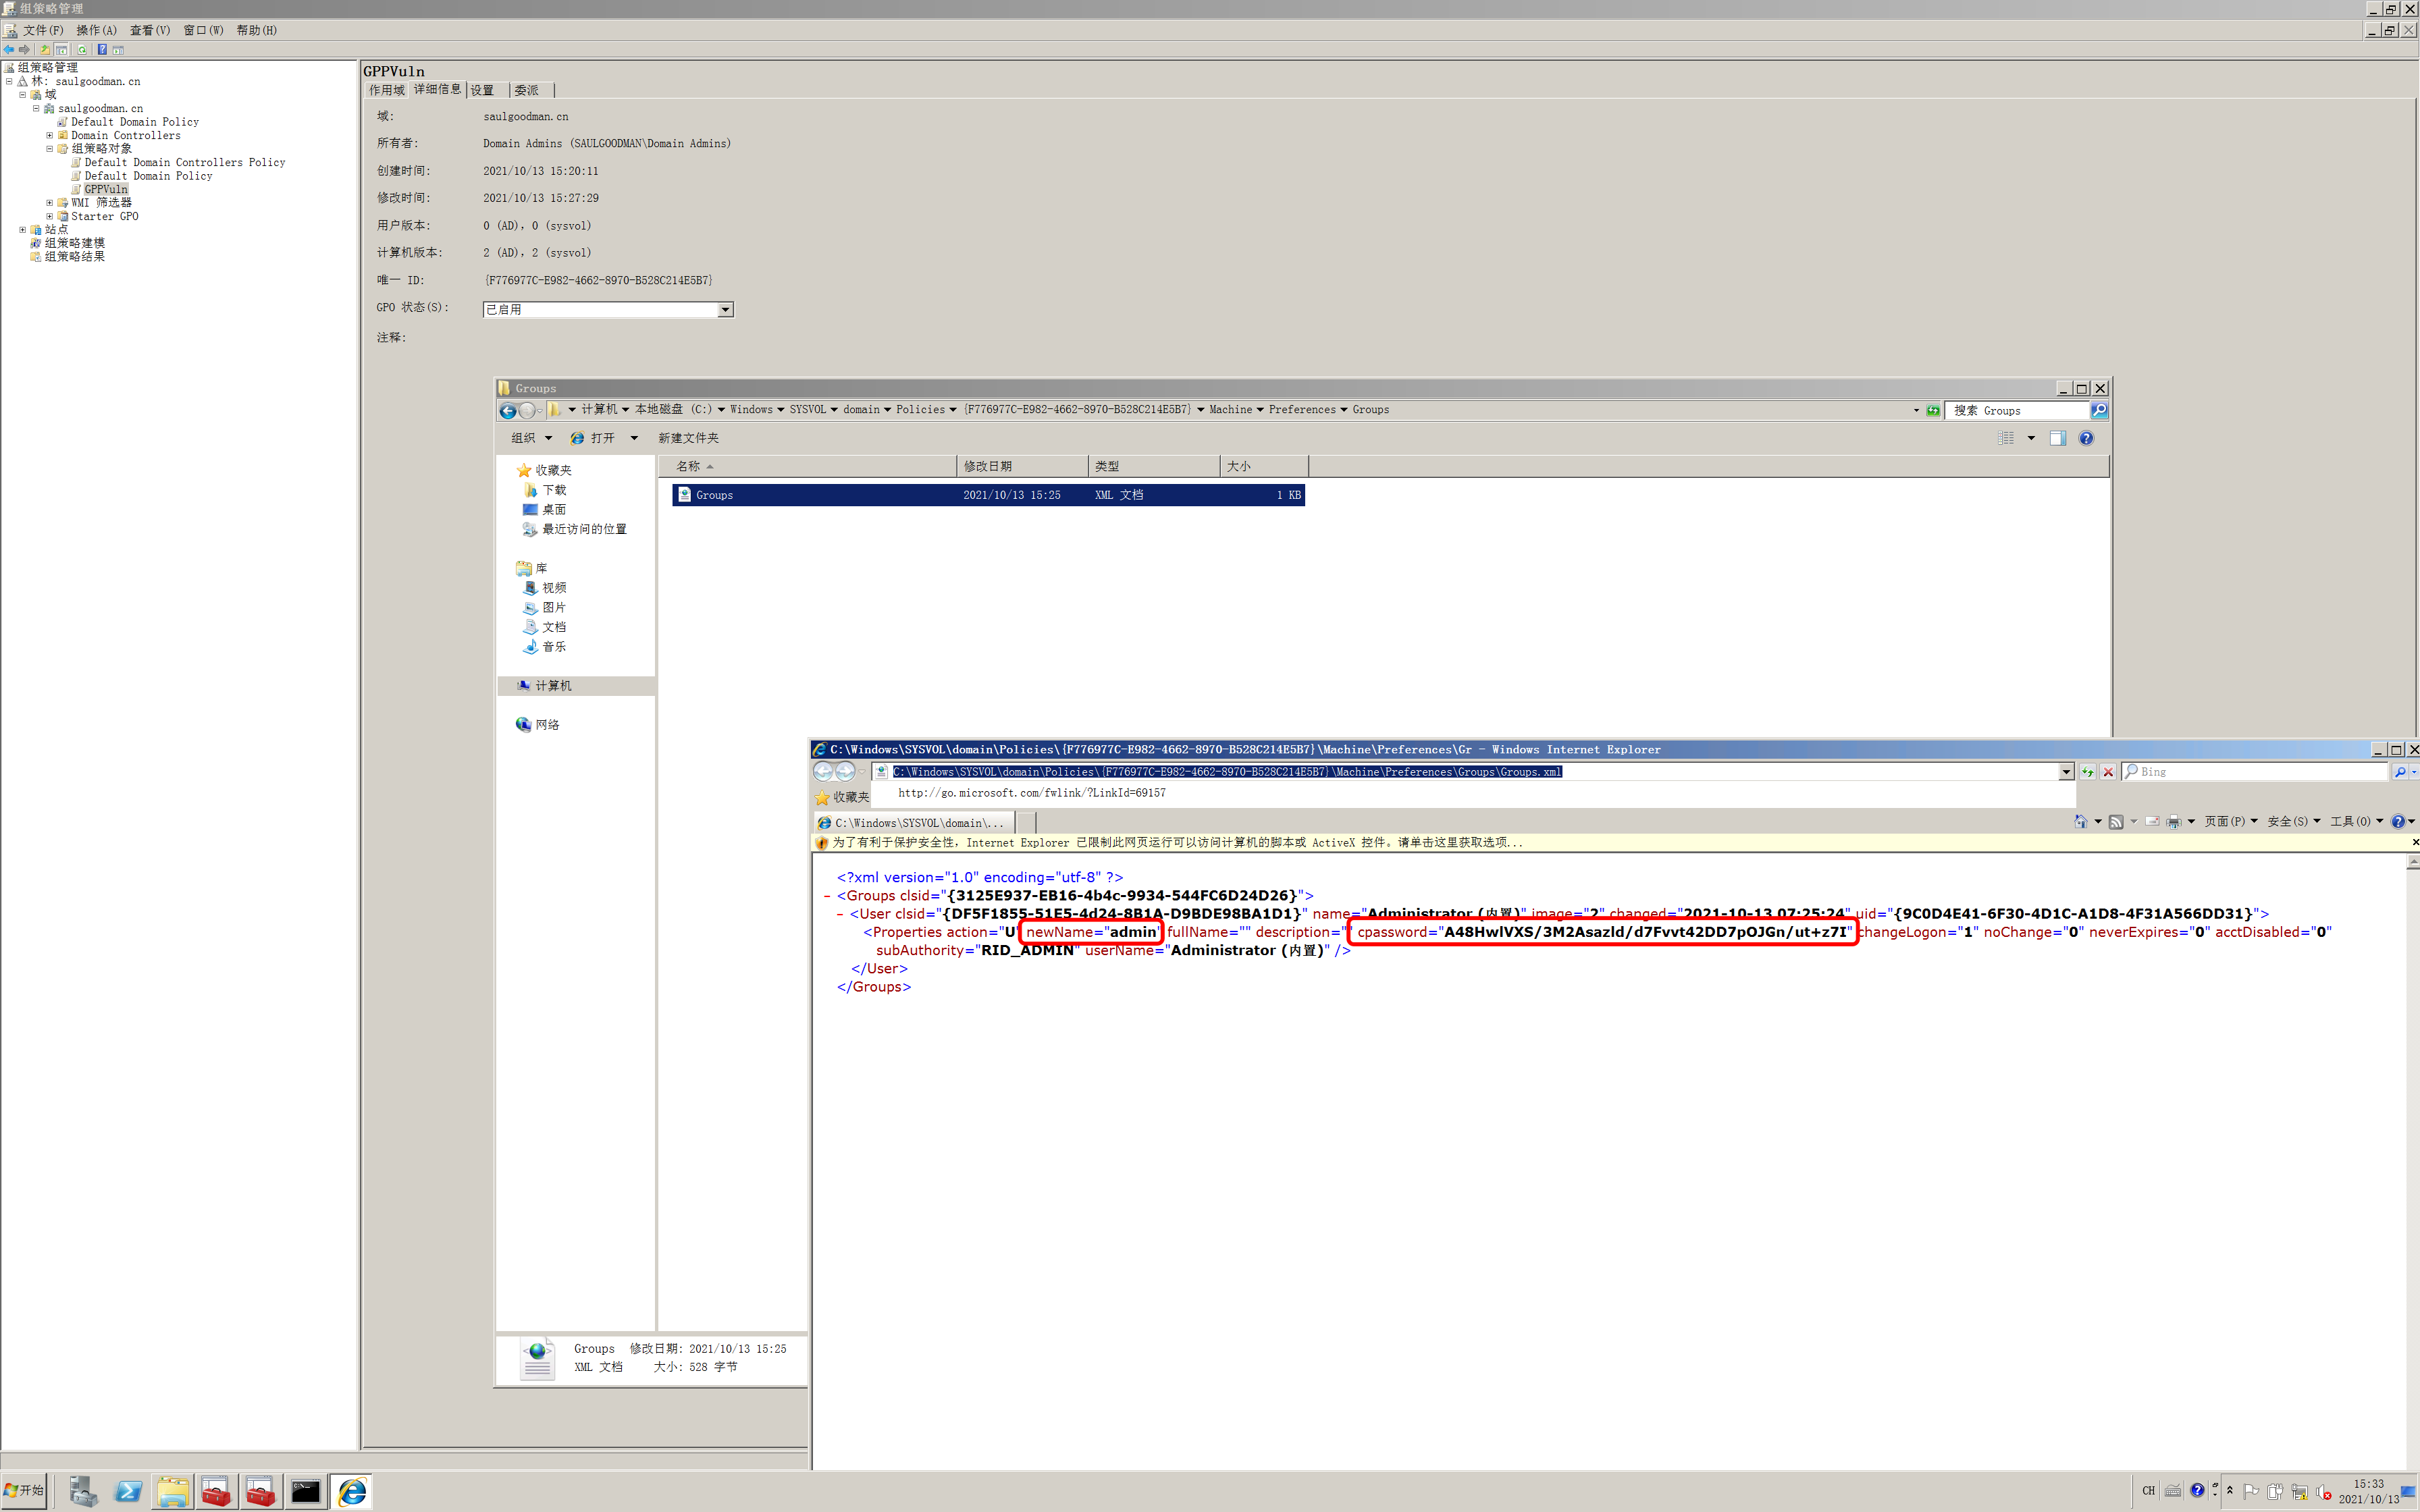 组策略管理
文件(F) 操作(A) 查看(V) 窗口(W) 帮助(H)
组策略管理
林: saulgoodman.cn
域
saulgoodman.cn
Default Domain Policy
Domain Controllers
组策略对象
Default Domain Controllers Policy
Default Domain Policy
GPPVuln
WMI 筛选器
Starter GPO
站点
组策略建模
组策略结果
GPPVuln
作用域 详细信息 设置 委派
域: saulgoodman.cn
所有者: Domain Admins (SAULGOODMAN\Domain Admins)
创建时间: 2021/10/13 15:20:11
修改时间: 2021/10/13 15:27:29
用户版本: 0 (AD), 0 (sysvol)
计算机版本: 2 (AD), 2 (sysvol)
唯一 ID: {F776977C-E982-4662-8970-B528C214E5B7}
GPO 状态(S): 已启用
注释:
Groups
计算机 本地磁盘 (C:) Windows SYSVOL domain Policies {F776977C-E982-4662-8970-B528C214E5B7} Machine Preferences Groups
搜索 Groups
组织 打开 新建文件夹
收藏夹
下载
桌面
最近访问的位置
库
视频
图片
文档
音乐
计算机
网络
名称 修改日期 类型 大小
Groups 2021/10/13 15:25 XML 文档 1 KB
Groups 修改日期: 2021/10/13 15:25
XML 文档 大小: 528 字节
C:\Windows\SYSVOL\domain\Policies\{F776977C-E982-4662-8970-B528C214E5B7}\Machine\Preferences\Gr - Windows Internet Explorer
C:\Windows\SYSVOL\domain\Policies\{F776977C-E982-4662-8970-B528C214E5B7}\Machine\Preferences\Groups\Groups.xml
Bing
收藏夹
http://go.microsoft.com/fwlink/?LinkId=69157
C:\Windows\SYSVOL\domain\...
页面(P) 安全(S) 工具(O)
为了有利于保护安全性，Internet Explorer 已限制此网页运行可以访问计算机的脚本或 ActiveX 控件。请单击这里获取选项...
<?xml version="1.0" encoding="utf-8" ?>
- <Groups clsid="{3125E937-EB16-4b4c-9934-544FC6D24D26}">
- <User clsid="{DF5F1855-51E5-4d24-8B1A-D9BDE98BA1D1}" name="Administrator (内置)" image="2" changed="2021-10-13 07:25:24" uid="{9C0D4E41-6F30-4D1C-A1D8-4F31A566DD31}">
<Properties action="U" newName="admin" fullName="" description="" cpassword="A48HwlVXS/3M2Asazld/d7Fvvt42DD7pOJGn/ut+z7I" changeLogon="1" noChange="0" neverExpires="0" acctDisabled="0"
subAuthority="RID_ADMIN" userName="Administrator (内置)" />
</User>
</Groups>
开始
CH
15:33
2021/10/13